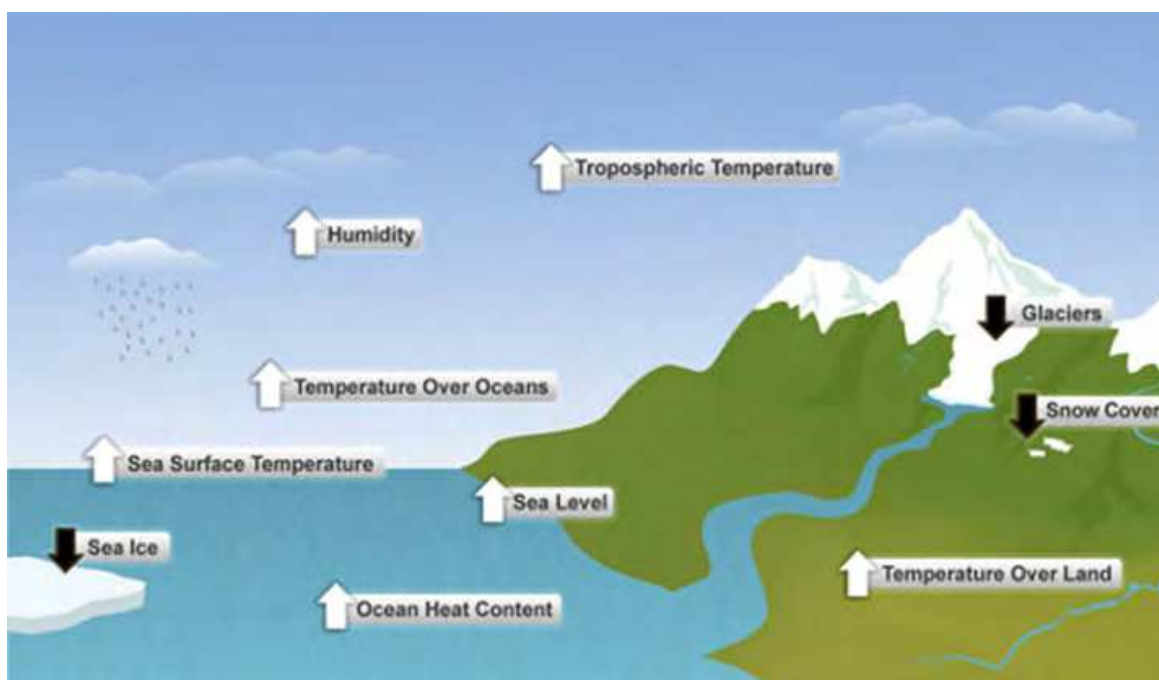 Tropospheric Temperature
Humidity
Glaciers
Temperature Over Oceans
Snow Cover
Sea Surface Temperature
Sea Level
Sea Ice
Temperature Over Land
Ocean Heat Content